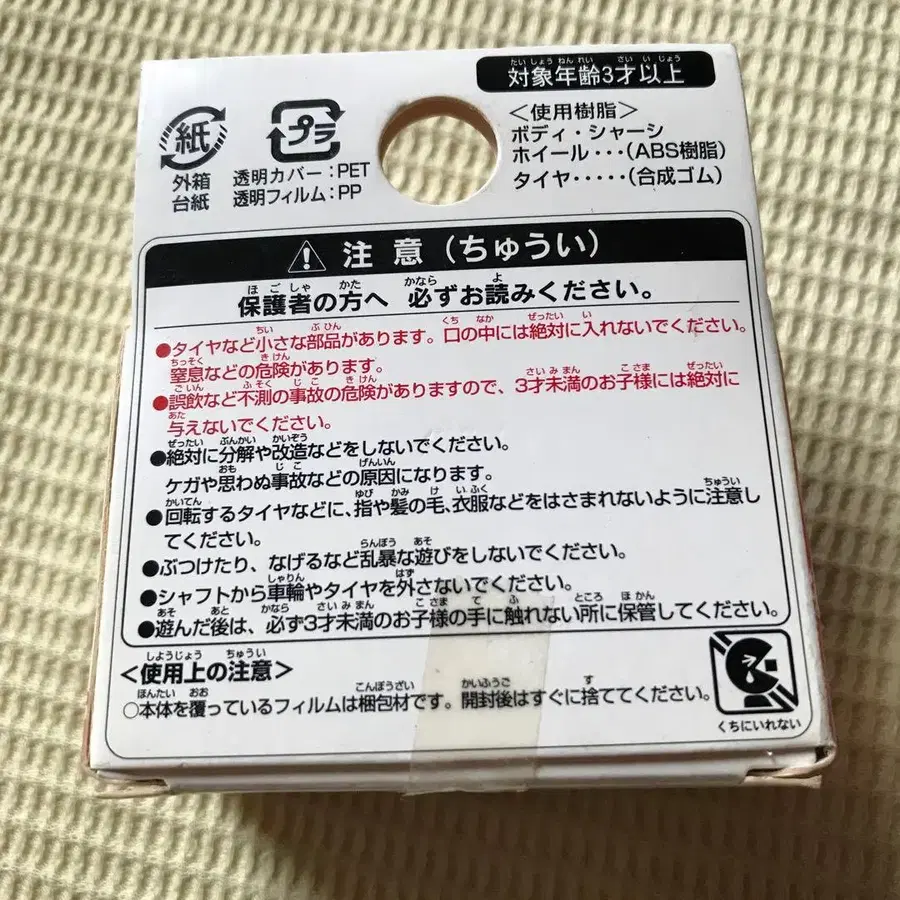 対象年齢3才以上
紙
外箱
台紙
プラ
透明カバー:PET
透明フィルム:PP
<使用樹脂>
ボディ・シャーシ
ホイール・・・(ABS樹脂)
タイヤ・・・・・(合成ゴム)
注意(ちゅうい)
保護者の方へ 必ずお読みください。
●タイヤなど小さな部品があります。口の中には絶対に入れないでください。
窒息などの危険があります。
●誤飲など不測の事故の危険がありますので、3才未満のお子様には絶対に
与えないでください。
●絶対に分解や改造などをしないでください。
ケガや思わぬ事故などの原因になります。
●回転するタイヤなどに、指や髪の毛、衣服などをはさまれないように注意し
てください。
●ぶつけたり、なげるなど乱暴な遊びをしないでください。
●シャフトから車輪やタイヤを外さないでください。
●遊んだ後は、必ず3才未満のお子様の手に触れない所に保管してください。
<使用上の注意>
○本体を覆っているフィルムは梱包材です。開封後はすぐに捨ててください。
くちにいれない